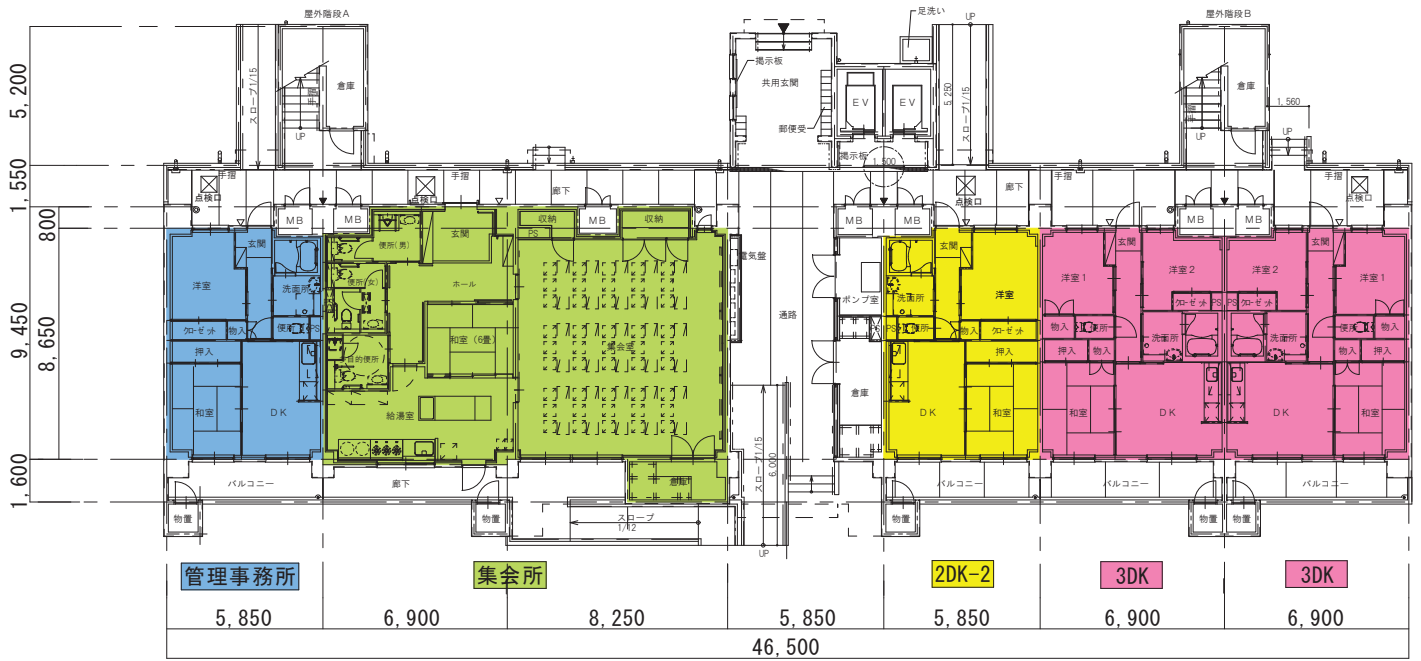 屋外階段A
足洗い
UP
屋外階段B
UP
5,200
スロープ1/15
手摺
倉庫
UP
掲示板
共用玄関
郵便受
EV
EV
5,250
スロープ1/15
手摺
倉庫
UP
1,560
UP
掲示板
1,500
1,550
手摺
点検口
手摺
点検口
廊下
点検口
廊下
手摺
手摺
点検口
800
MB
MB
MB
MB
MB
MB
MB
収納
PS
収納
9,450
8,650
洋室
玄関
洗面所
クローゼット
物入
便所
PS
押入
和室
DK
便所(男)
玄関
便所(女)
ホール
和室(6畳)
多目的便所
給湯室
集会室
倉庫
電気盤
通路
ポンプ室
PS
倉庫
玄関
洗面所
洋室
便所
物入
クローゼット
押入
DK
和室
洋室1
玄関
洋室2
クローゼット
PS
物入
便所
押入
物入
洗面所
和室
DK
洋室2
玄関
洋室1
PS
クローゼット
洗面所
便所
物入
物入
押入
DK
和室
1,600
バルコニー
廊下
スロープ
1/12
スロープ1/15
6,000
UP
バルコニー
バルコニー
バルコニー
物置
物置
物置
物置
物置
管理事務所
集会所
2DK-2
3DK
3DK
5,850
6,900
8,250
5,850
5,850
6,900
6,900
46,500